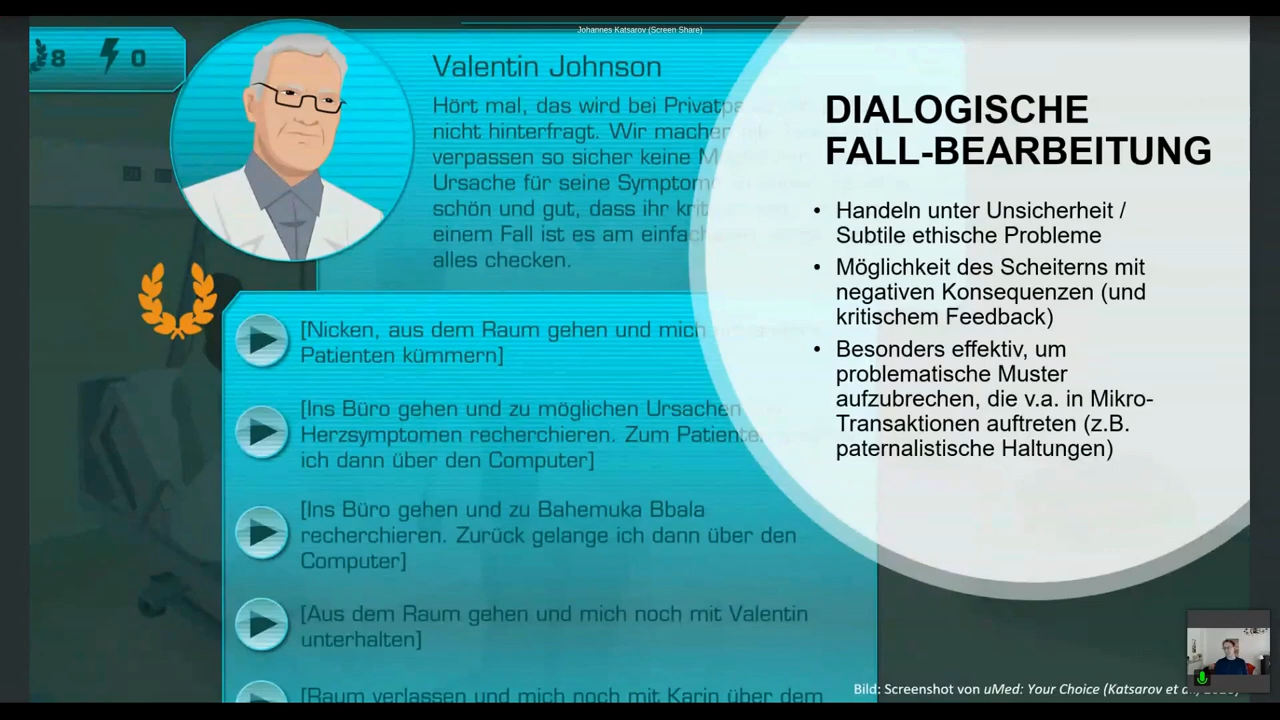 Johannes Katsarov (Screen Share)
8 0
Valentin Johnson
Hört mal, das wird bei Privatpa
nicht hinterfragt. Wir machen
verpassen so sicher keine
Ursache für seine Symptome
schön und gut, dass ihr
einem Fall ist es am einfach
alles checken.
[Nicken, aus dem Raum gehen und mich
Patienten kümmern]
[Ins Büro gehen und zu möglichen Ursachen
Herzsymptomen recherchieren. Zum Patienten
ich dann über den Computer]
[Ins Büro gehen und zu Bahemuka Bbala
recherchieren. Zurück gelange ich dann über den
Computer]
[Aus dem Raum gehen und mich noch mit Valentin
unterhalten]
[Raum verlassen und mich noch mit Karin über dem
DIALOGISCHE
FALL-BEARBEITUNG
• Handeln unter Unsicherheit /
Subtile ethische Probleme
• Möglichkeit des Scheiterns mit
negativen Konsequenzen (und
kritischem Feedback)
• Besonders effektiv, um
problematische Muster
aufzubrechen, die v.a. in Mikro-
Transaktionen auftreten (z.B.
paternalistische Haltungen)
Bild: Screenshot von uMed: Your Choice (Katsarov et